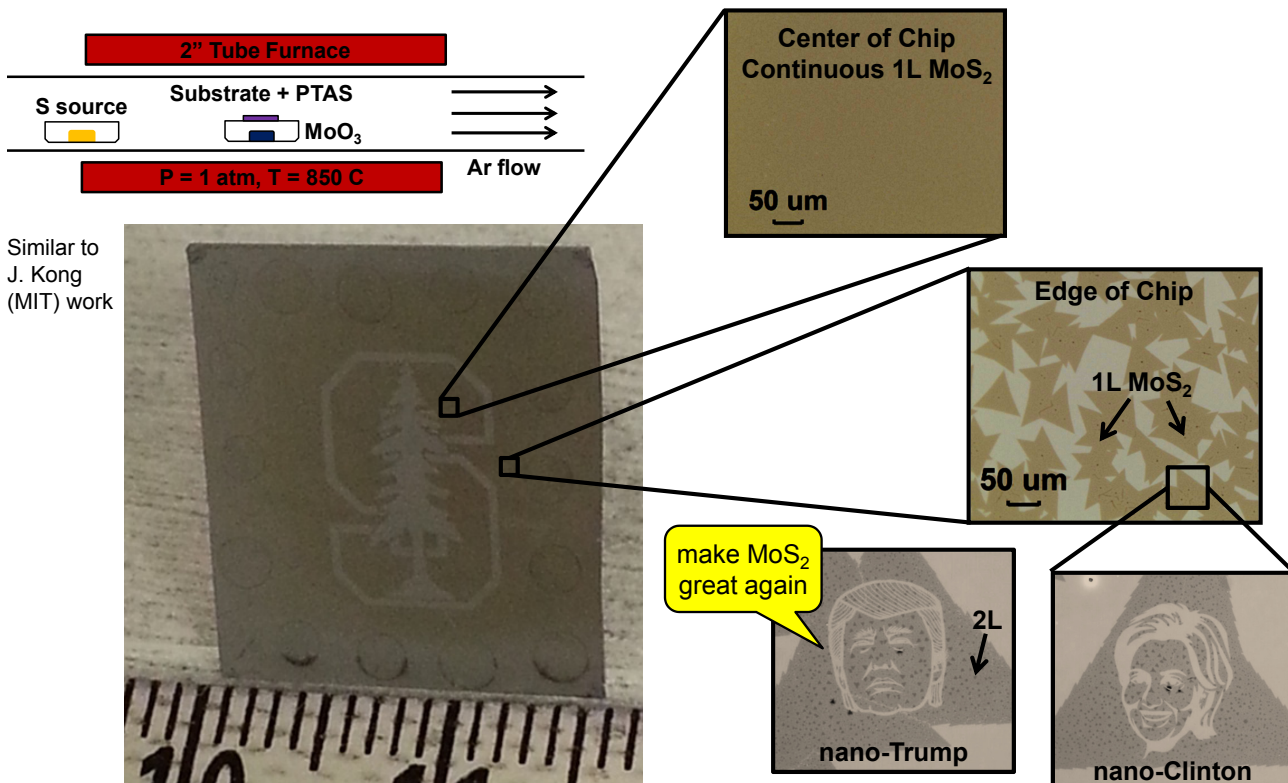 2” Tube Furnace
Substrate + PTAS
S source
MoO₃
Ar flow
P = 1 atm, T = 850 C
Similar to
J. Kong
(MIT) work
Center of Chip
Continuous 1L MoS₂
50 um
Edge of Chip
1L MoS₂
50 um
make MoS₂
great again
2L
nano-Trump
nano-Clinton